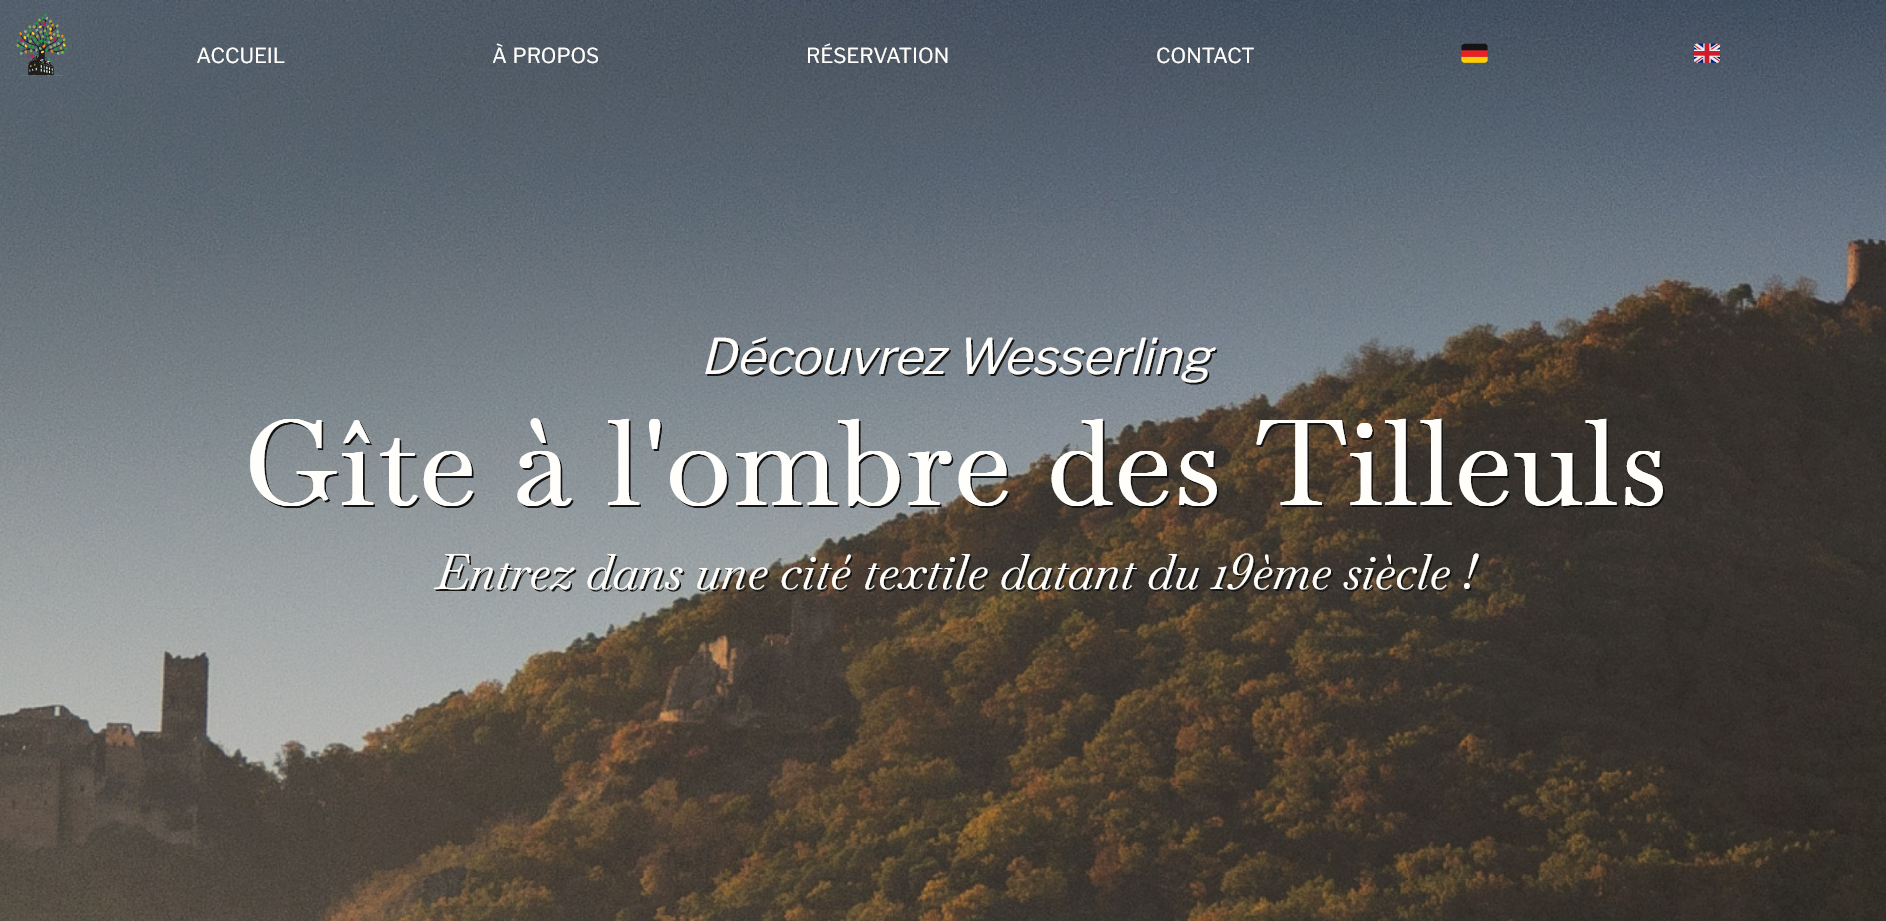 ACCUEIL À PROPOS RÉSERVATION CONTACT
Découvrez Wesserling
Gîte à l'ombre des Tilleuls
Entrez dans une cité textile datant du 19ème siècle !